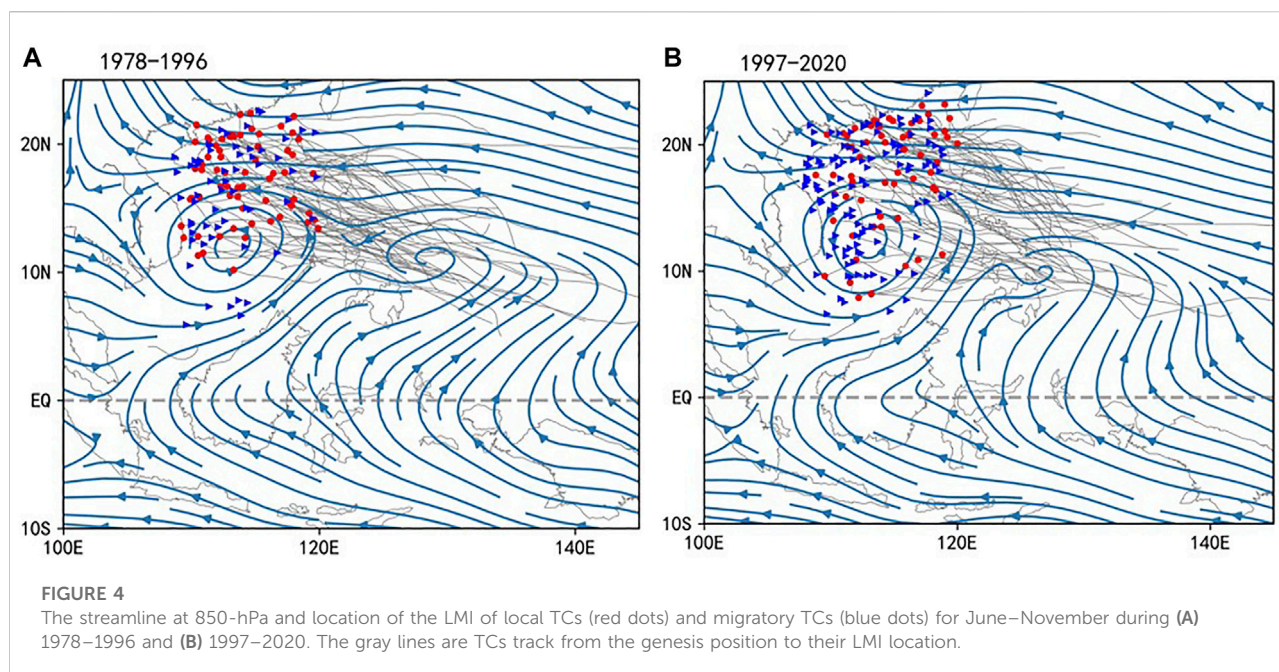 A
1978-1996
20N
10N
EQ
10S
100E
120E
140E
B
1997-2020
20N
10N
EQ
10S
100E
120E
140E
FIGURE 4
The streamline at 850-hPa and location of the LMI of local TCs (red dots) and migratory TCs (blue dots) for June–November during (A)
1978–1996 and (B) 1997–2020. The gray lines are TCs track from the genesis position to their LMI location.